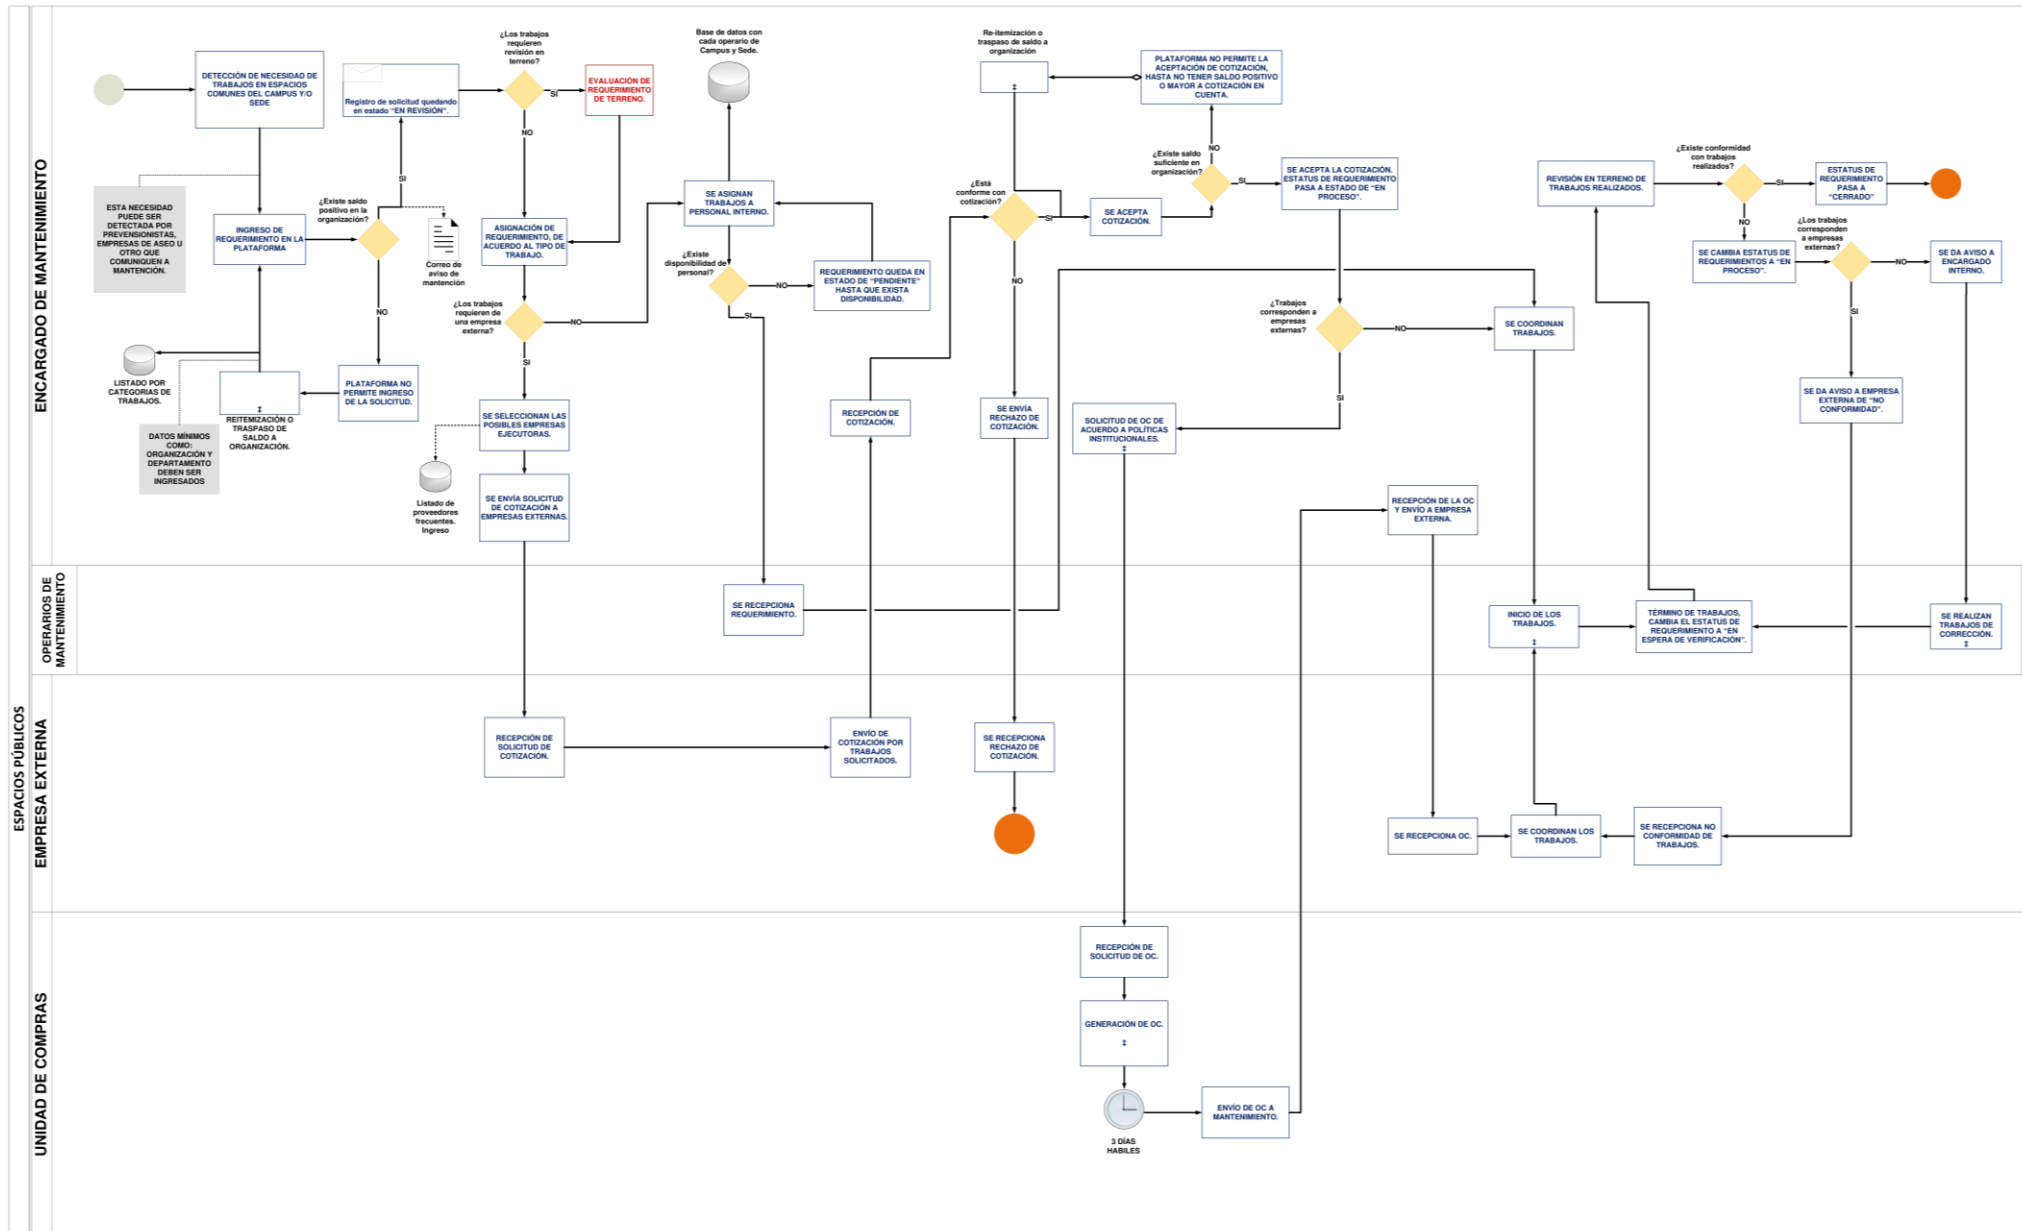 ESPACIOS PÚBLICOS
ENCARGADO DE MANTENIMIENTO
DETECCIÓN DE NECESIDAD DE
TRABAJOS EN ESPACIOS
COMUNES DEL CAMPUS Y/O
SEDE
ESTA NECESIDAD
PUEDE SER
DETECTADA POR
PREVENSIONISTAS,
EMPRESAS DE ASEO U
OTRO QUE
COMUNIQUEN A
MANTENCIÓN.
INGRESO DE
REQUERIMIENTO EN LA
PLATAFORMA
¿Existe saldo
positivo en la
organización?
SI
NO
Registro de solicitud quedando
en estado “EN REVISIÓN”.
Correo de
aviso de
mantención
LISTADO POR
CATEGORIAS DE
TRABAJOS.
REITEMIZACIÓN O
TRASPASO DE
SALDO A
ORGANIZACIÓN.
PLATAFORMA NO
PERMITE INGRESO
DE LA SOLICITUD.
DATOS MÍNIMOS
COMO:
ORGANIZACIÓN Y
DEPARTAMENTO
DEBEN SER
INGRESADOS
¿Los trabajos
requieren
revisión en
terreno?
SI
NO
EVALUACIÓN DE
REQUERIMIENTO
DE TERRENO.
ASIGNACIÓN DE
REQUERIMIENTO, DE
ACUERDO AL TIPO DE
TRABAJO.
¿Los trabajos
requieren de
una empresa
externa?
NO
SI
SE SELECCIONAN LAS
POSIBLES EMPRESAS
EJECUTORAS.
Listado de
proveedores
frecuentes.
Ingreso
SE ENVÍA SOLICITUD
DE COTIZACIÓN A
EMPRESAS EXTERNAS.
Base de datos con
cada operario de
Campus y Sede.
SE ASIGNAN
TRABAJOS A
PERSONAL INTERNO.
¿Existe
disponibilidad de
personal?
NO
SI
REQUERIMIENTO QUEDA EN
ESTADO DE “PENDIENTE”
HASTA QUE EXISTA
DISPONIBILIDAD.
RECEPCIÓN DE
COTIZACIÓN.
Re-itemización o
traspaso de saldo a
organización
PLATAFORMA NO PERMITE LA
ACEPTACIÓN DE COTIZACIÓN,
HASTA NO TENER SALDO POSITIVO
O MAYOR A COTIZACIÓN EN
CUENTA.
¿Está
conforme con
cotización?
SI
NO
SE ACEPTA
COTIZACIÓN.
¿Existe saldo
suficiente en
organización?
NO
SI
SE ACEPTA LA COTIZACIÓN.
ESTATUS DE REQUERIMIENTO
PASA A ESTADO DE “EN
PROCESO”.
SE ENVÍA
RECHAZO DE
COTIZACIÓN.
SOLICITUD DE OC DE
ACUERDO A POLÍTICAS
INSTITUCIONALES.
¿Trabajos
corresponden a
empresas
externas?
NO
SI
SE COORDINAN
TRABAJOS.
RECEPCIÓN DE LA OC
Y ENVÍO A EMPRESA
EXTERNA.
REVISIÓN EN TERRENO DE
TRABAJOS REALIZADOS.
¿Existe conformidad
con trabajos
realizados?
SI
NO
ESTATUS DE
REQUERIMIENTO
PASA A
“CERRADO”
SE CAMBIA ESTATUS DE
REQUERIMIENTOS A “EN
PROCESO”.
¿Los trabajos
corresponden
a empresas
externas?
NO
SI
SE DA AVISO A
ENCARGADO
INTERNO.
SE DA AVISO A EMPRESA
EXTERNA DE “NO
CONFORMIDAD”.
OPERARIOS DE
MANTENIMIENTO
SE RECEPCIONA
REQUERIMIENTO.
INICIO DE LOS
TRABAJOS.
TÉRMINO DE TRABAJOS,
CAMBIA EL ESTATUS DE
REQUERIMIENTO A “EN
ESPERA DE VERIFICACIÓN”.
SE REALIZAN
TRABAJOS DE
CORRECCIÓN.
EMPRESA EXTERNA
RECEPCIÓN DE
SOLICITUD DE
COTIZACIÓN.
ENVÍO DE
COTIZACIÓN POR
TRABAJOS
SOLICITADOS.
SE RECEPCIONA
RECHAZO DE
COTIZACIÓN.
SE RECEPCIONA OC.
SE COORDINAN LOS
TRABAJOS.
SE RECEPCIONA NO
CONFORMIDAD DE
TRABAJOS.
UNIDAD DE COMPRAS
RECEPCIÓN DE
SOLICITUD DE OC.
GENERACIÓN DE OC.
3 DÍAS
HABILES
ENVÍO DE OC A
MANTENIMIENTO.